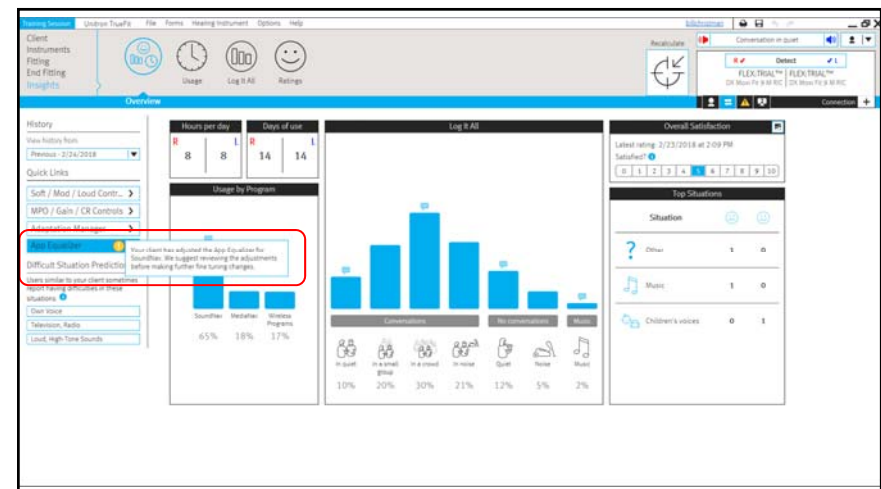 Training Session Unitron TrueFit File Forms Hearing Instrument Options Help
Client
Instruments
Fitting
End Fitting
Insights
Usage Log It All Ratings
Overview
Recalculate
Conversation in quiet
R Detect L
FLEX:TRIAL™ FLEX:TRIAL™
Connection
History
View history from
Previous - 2/24/2018
Quick Links
Soft / Mod / Loud Contr...
MPO / Gain / CR Controls
Adaptation Manager
App Equalizer
Your client has adjusted the App Equalizer for
SoundNav. We suggest reviewing the adjustments
before making further fine tuning changes.
Difficult Situation Predictio
Users similar to your client sometimes
report having difficulties in these
situations.
Own Voice
Television, Radio
Loud, High-Tone Sounds
Hours per day
R L
8 8
Days of use
R L
14 14
Usage by Program
SoundNav MediaNav Wireless
Programs
65% 18% 17%
Log It All
Conversations No conversations Music
In quiet In a small
group In a crowd In noise Quiet Noise Music
10% 20% 30% 21% 12% 5% 2%
Overall Satisfaction
Latest rating: 2/23/2018 at 2:09 PM
Satisfied?
0 1 2 3 4 5 6 7 8 9 10
Top Situations
Situation
Other 1 0
Music 1 0
Children's voices 0 1